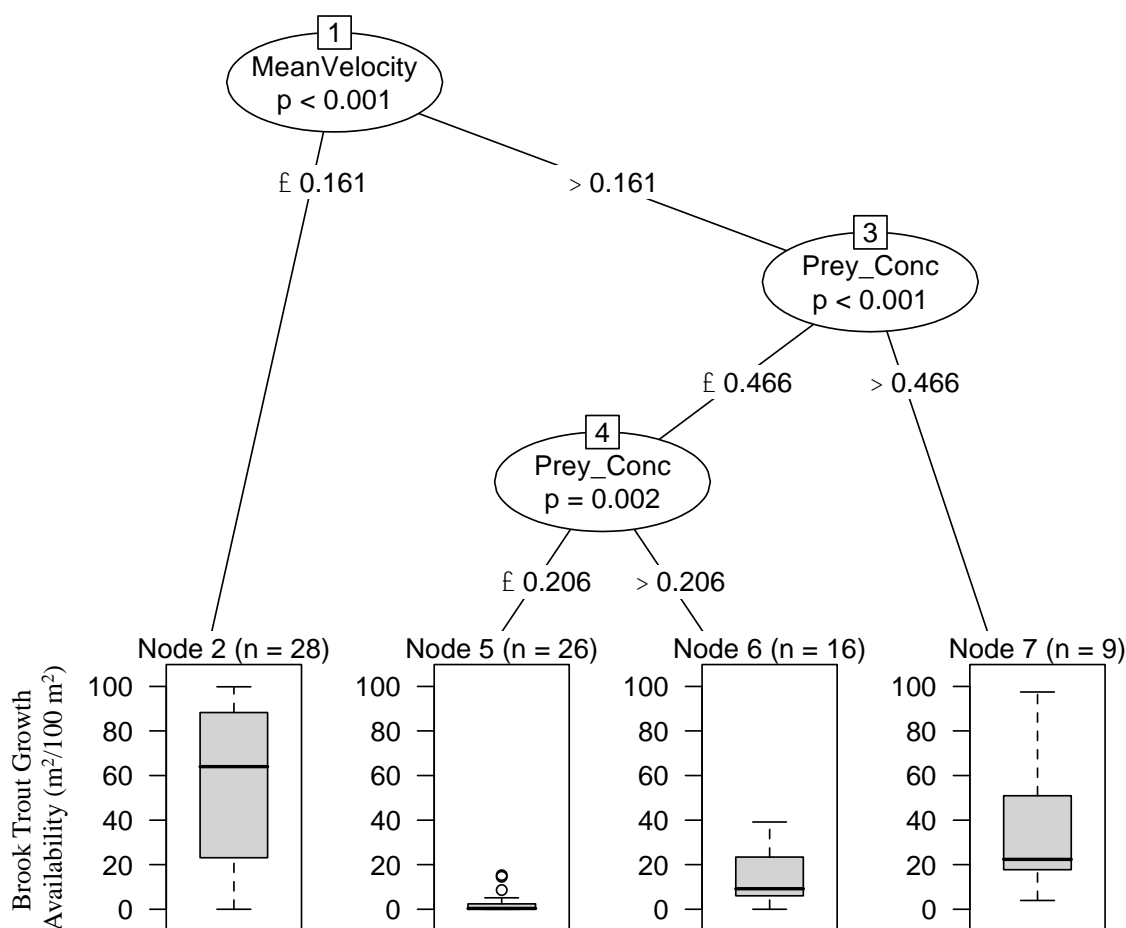 1
MeanVelocity
p < 0.001
£ 0.161
> 0.161
3
Prey_Conc
p < 0.001
£ 0.466
> 0.466
4
Prey_Conc
p = 0.002
£ 0.206
> 0.206
Node 2 (n = 28)
Node 5 (n = 26)
Node 6 (n = 16)
Node 7 (n = 9)
Brook Trout Growth
Availability (m²/100 m²)
100
80
60
40
20
0
100
80
60
40
20
0
100
80
60
40
20
0
100
80
60
40
20
0